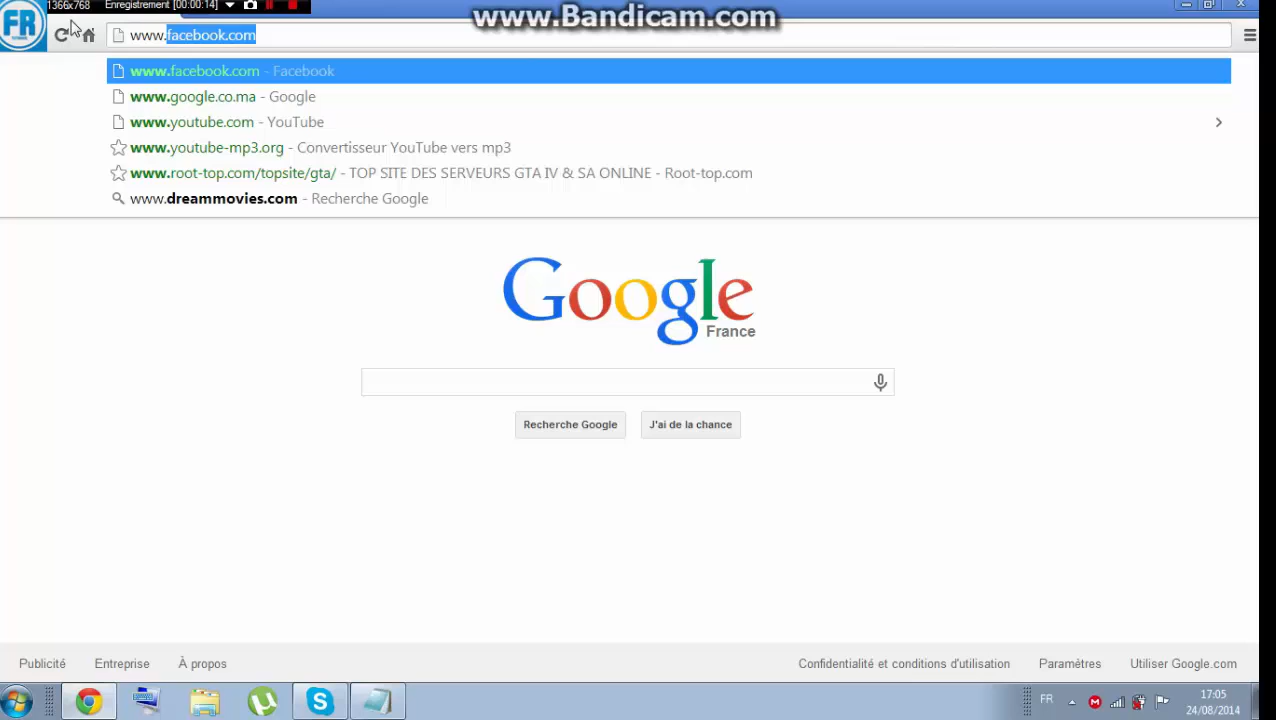 1366x768 Enregistrement [00:00:14]
www.Bandicam.com
FR
www.facebook.com
www.facebook.com - Facebook
www.google.co.ma - Google
www.youtube.com - YouTube
www.youtube-mp3.org - Convertisseur YouTube vers mp3
www.root-top.com/topsite/gta/ - TOP SITE DES SERVEURS GTA IV & SA ONLINE - Root-top.com
www.dreammovies.com - Recherche Google
Google
France
Recherche Google J'ai de la chance
Publicité Entreprise À propos Confidentialité et conditions d'utilisation Paramètres Utiliser Google.com
FR 17:05
24/08/2014